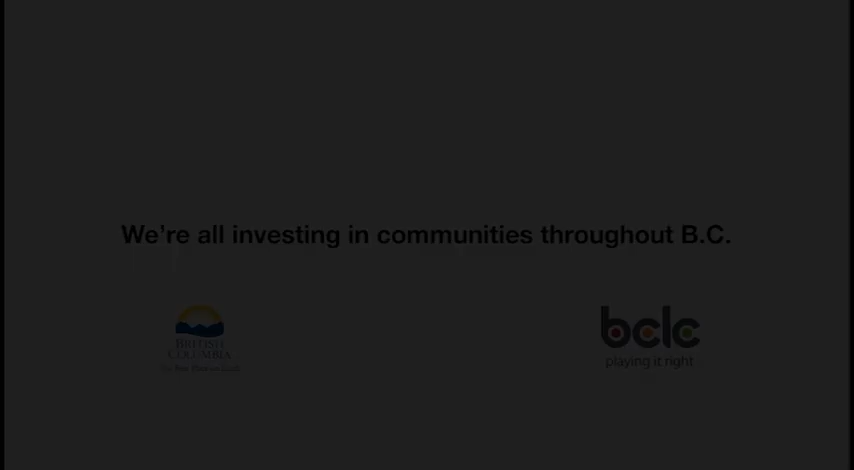 We're all investing in communities throughout B.C.
BRITISH
COLUMBIA
bclc
playing it right